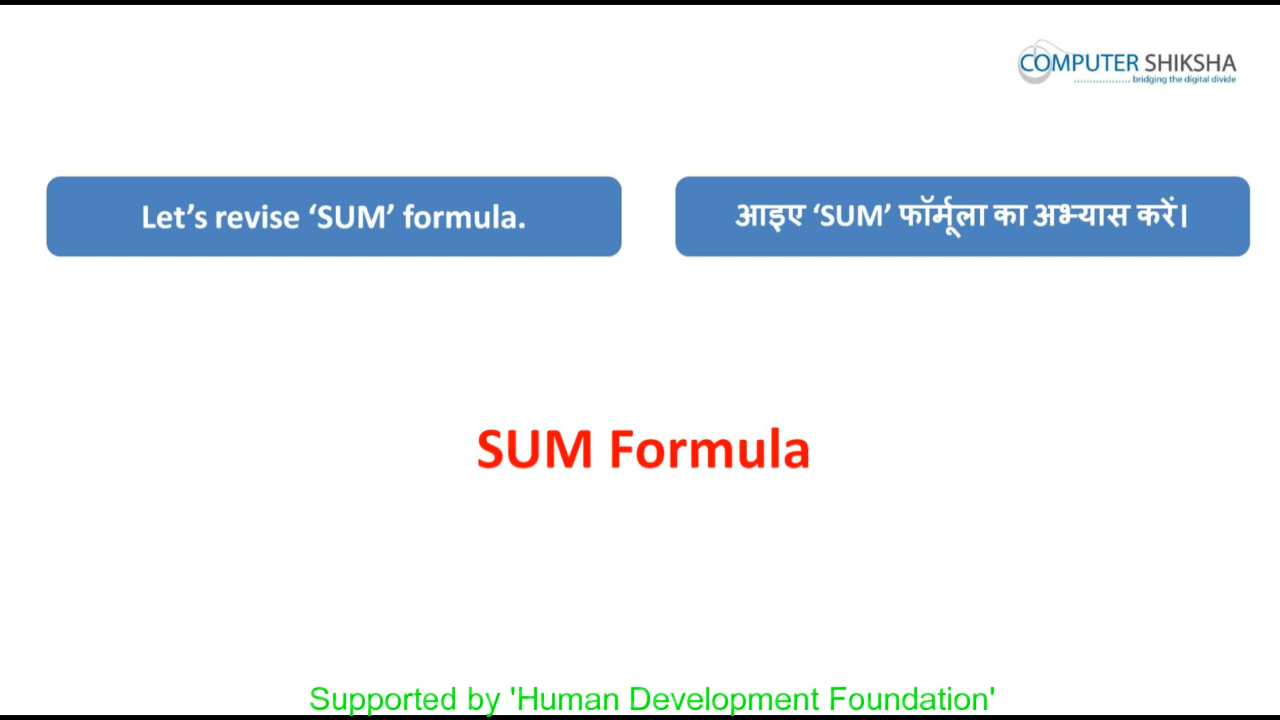 COMPUTER SHIKSHA
bridging the digital divide
Let's revise ‘SUM’ formula.
आइए ‘SUM’ फॉर्मूला का अभ्यास करें।
SUM Formula
Supported by 'Human Development Foundation'